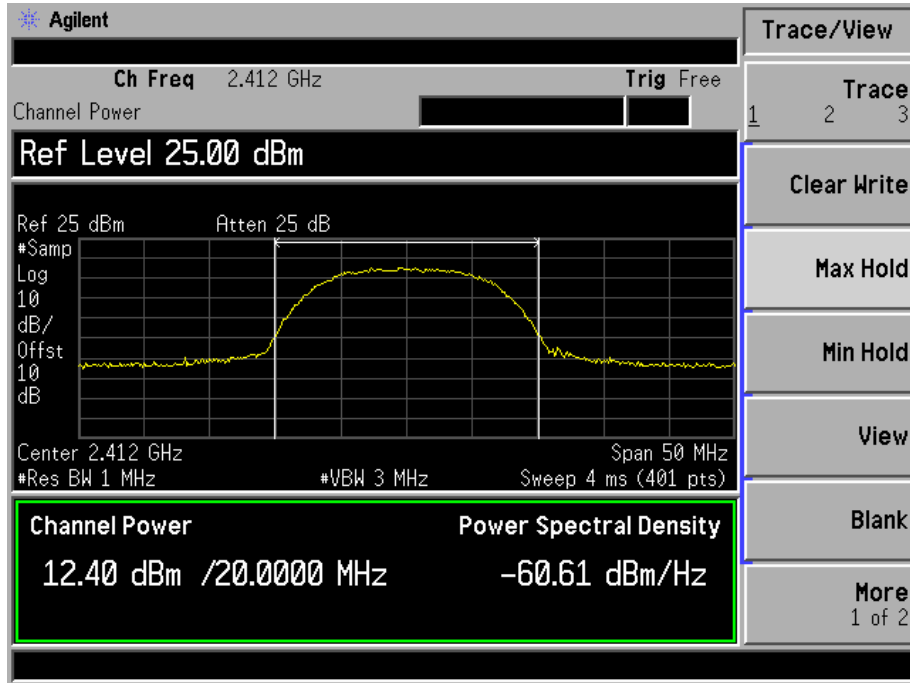 Agilent
Trace/View
Ch Freq 2.412 GHz Trig Free
Channel Power
Trace
1 2 3
Ref Level 25.00 dBm
Clear Write
Ref 25 dBm Atten 25 dB
#Samp
Log
10
dB/
Offst
10
dB
Max Hold
Min Hold
Center 2.412 GHz Span 50 MHz
#Res BW 1 MHz #VBW 3 MHz Sweep 4 ms (401 pts)
View
Channel Power Power Spectral Density
12.40 dBm /20.0000 MHz -60.61 dBm/Hz
Blank
More
1 of 2